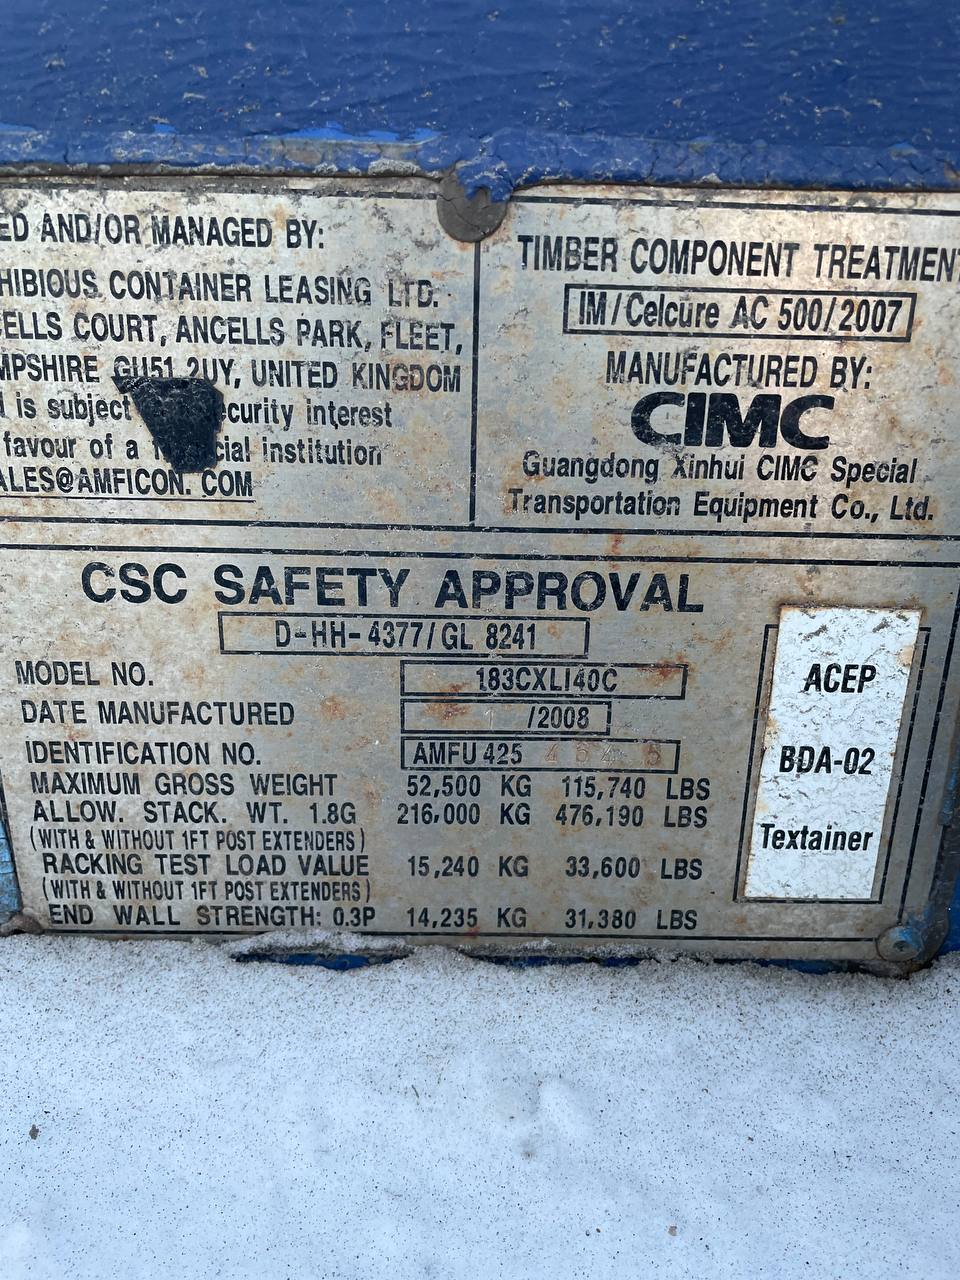 ED AND/OR MANAGED BY:
HIBIOUS CONTAINER LEASING LTD.
ELLS COURT, ANCELLS PARK, FLEET,
MPSHIRE GU51 2UY, UNITED KINGDOM
is subject ecurity interest
favour of a cial institution
ALES@AMFICON.COM
TIMBER COMPONENT TREATMENT
IM/Celcure AC 500/2007
MANUFACTURED BY:
CIMC
Guangdong Xinhui CIMC Special
Transportation Equipment Co., Ltd.
CSC SAFETY APPROVAL
D-HH-4377/GL 8241
MODEL NO. 183CXLI40C
DATE MANUFACTURED /2008
IDENTIFICATION NO. AMFU 425
MAXIMUM GROSS WEIGHT 52,500 KG 115,740 LBS
ALLOW. STACK. WT. 1.8G 216,000 KG 476,190 LBS
(WITH & WITHOUT 1FT POST EXTENDERS)
RACKING TEST LOAD VALUE 15,240 KG 33,600 LBS
(WITH & WITHOUT 1FT POST EXTENDERS)
END WALL STRENGTH: 0.3P 14,235 KG 31,380 LBS
ACEP
BDA-02
Textainer